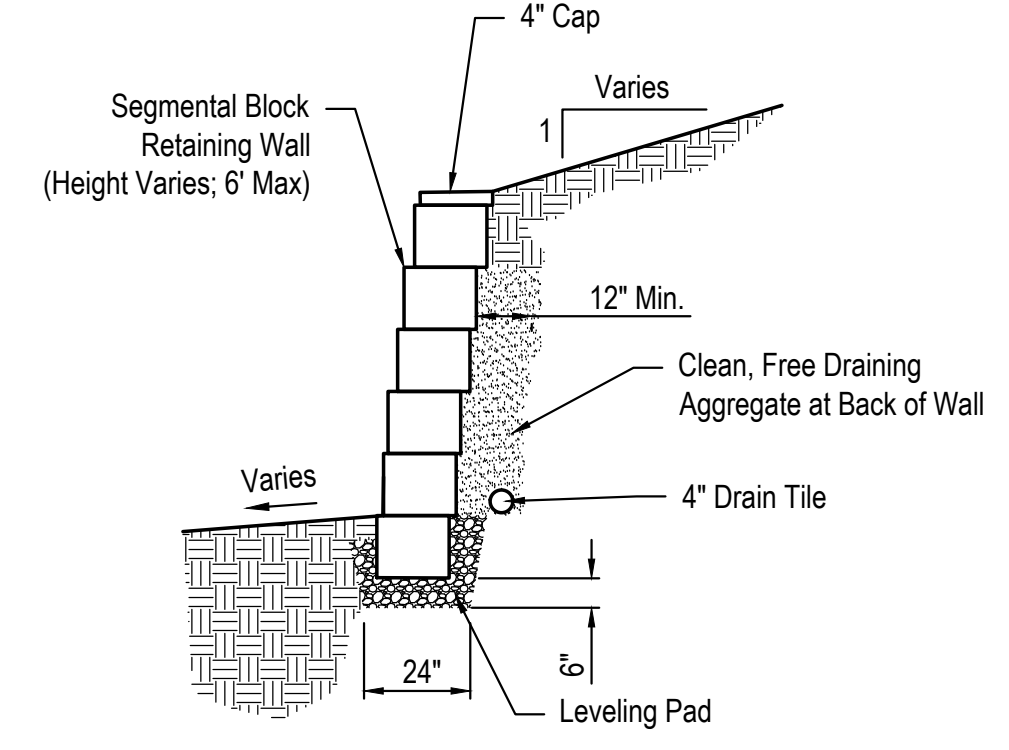 4" Cap
Varies
1
Segmental Block
Retaining Wall
(Height Varies; 6' Max)
12" Min.
Clean, Free Draining
Aggregate at Back of Wall
Varies
4" Drain Tile
24"
6"
Leveling Pad